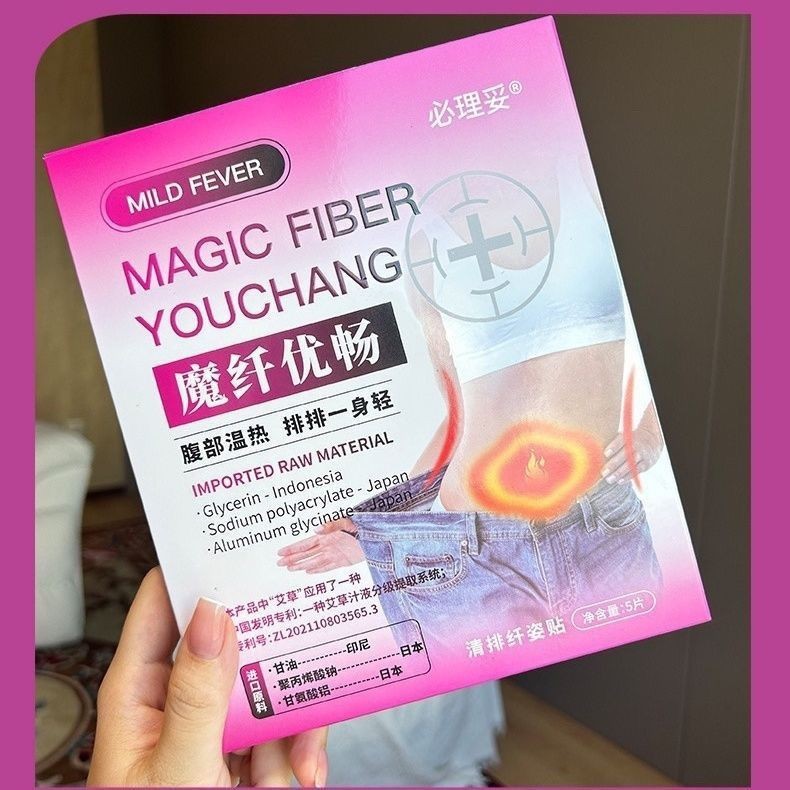 必理妥®
MILD FEVER
MAGIC FIBER
YOUCHANG
魔纤优畅
腹部温热 排排一身轻
IMPORTED RAW MATERIAL
·Glycerin - Indonesia
·Sodium polyacrylate - Japan
·Aluminum glycinate - Japan
本产品中“艾草”应用了一种
中国发明专利：一种艾草汁液分级提取系统；
专利号：ZL202110803565.3
进口原料
·甘油-----------印尼
·聚丙烯酸钠-----------日本
·甘氨酸铝---------日本
清排纤姿贴
净含量：5片